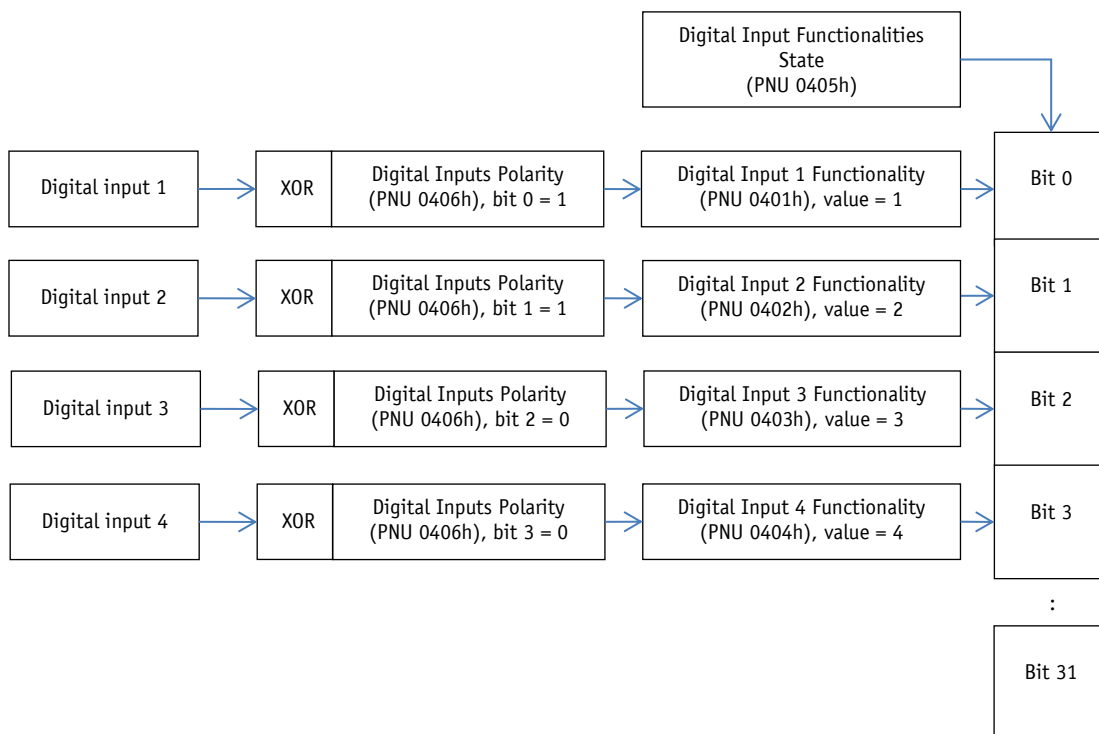 Digital Input Functionalities
State
(PNU 0405h)
Digital input 1
XOR
Digital Inputs Polarity
(PNU 0406h), bit 0 = 1
Digital Input 1 Functionality
(PNU 0401h), value = 1
Bit 0
Digital input 2
XOR
Digital Inputs Polarity
(PNU 0406h), bit 1 = 1
Digital Input 2 Functionality
(PNU 0402h), value = 2
Bit 1
Digital input 3
XOR
Digital Inputs Polarity
(PNU 0406h), bit 2 = 0
Digital Input 3 Functionality
(PNU 0403h), value = 3
Bit 2
Digital input 4
XOR
Digital Inputs Polarity
(PNU 0406h), bit 3 = 0
Digital Input 4 Functionality
(PNU 0404h), value = 4
Bit 3
:
Bit 31